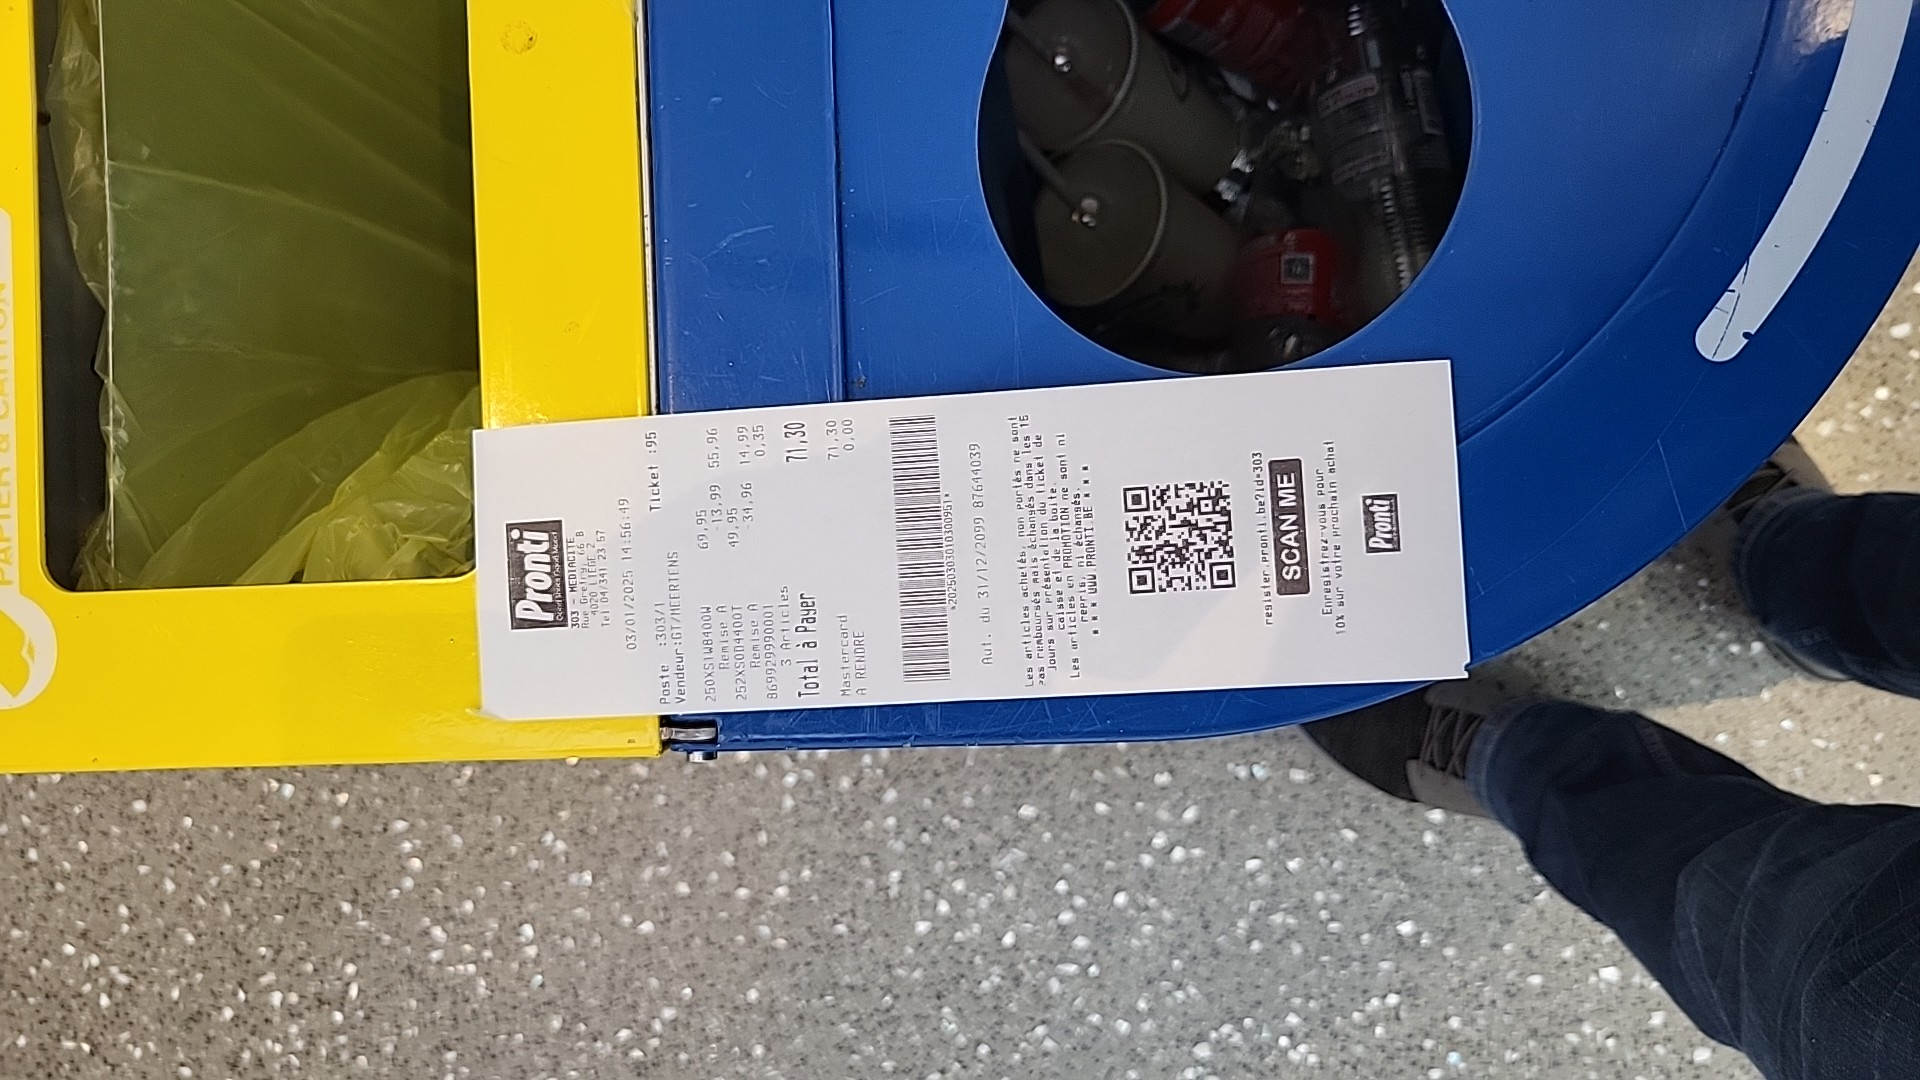 PAPIER & CARTON
Pronti
303 - MEDIACITE
Rue Gretry, 66 B
4020 LIEGE 2
Tel 04/341 23 57
03/01/2025 14:56:49
Poste :303/1 Ticket :95
Vendeur:GT/MEERTENS
250XS1W8400W 69,95 55,96
Remise A -13,99
252XSOD4400T 49,95 14,99
Remise A -34,96
8699299990001 0,35
3 Articles
Total à Payer 71,30
Mastercard 71,30
A RENDRE 0,00
*20250303010300951*
Aut. du 31/12/2099 87644039
Les articles achetés, non portés ne sont
pas remboursés mais échangés dans les 15
jours sur présentation du ticket de
caisse et de la boîte.
Les articles en PROMOTION ne sont ni
repris, ni échangés.
* * * WWW PRONTI.BE * * *
register.pronti.be?id=303
SCAN ME
Enregistrez-vous pour
10% sur votre prochain achat
Pronti